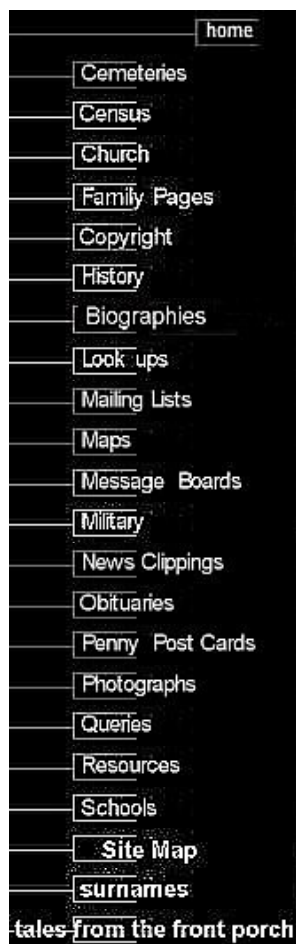 home
Cemeteries
Census
Church
Family Pages
Copyright
History
Biographies
Look ups
Mailing Lists
Maps
Message Boards
Military
News Clippings
Obituaries
Penny Post Cards
Photographs
Queries
Resources
Schools
Site Map
surnames
tales from the front porch